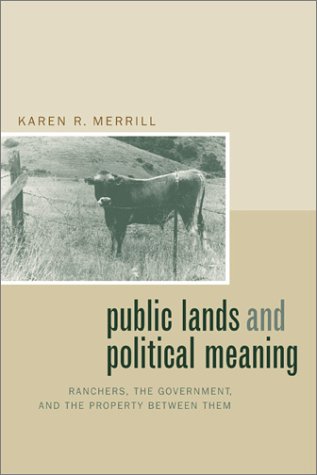 KAREN R. MERRILL
public lands and
political meaning
RANCHERS, THE GOVERNMENT,
AND THE PROPERTY BETWEEN THEM